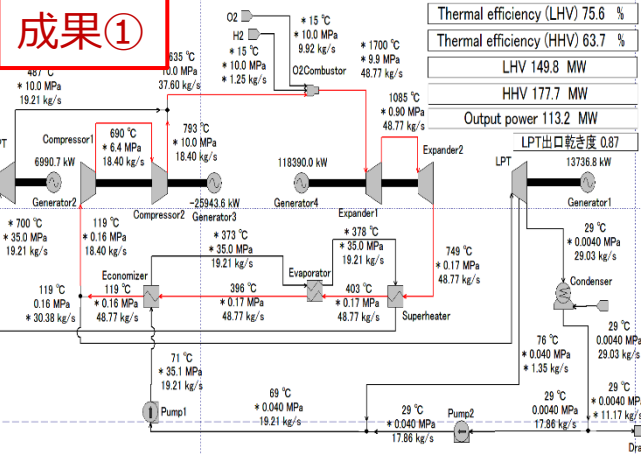 成果①
Thermal efficiency (LHV) 75.6 %
Thermal efficiency (HHV) 63.7 %
LHV 149.8 MW
HHV 177.7 MW
Output power 113.2 MW
LPT出口乾き度 0.87
O2
H2
* 15 ℃
* 10.0 MPa
9.92 kg/s
* 15 ℃
* 10.0 MPa
* 1.25 kg/s
O2Combustor
* 1700 ℃
* 9.9 MPa
48.77 kg/s
487 ℃
* 10.0 MPa
19.21 kg/s
635 ℃
10.0 MPa
37.60 kg/s
1085 ℃
* 0.90 MPa
48.77 kg/s
Compressor1
690 ℃
* 6.4 MPa
18.40 kg/s
793 ℃
* 10.0 MPa
18.40 kg/s
Expander2
LPT
6990.7 kW
Generator2
Compressor2
-25943.6 kW
Generator3
118390.0 kW
Generator4
Expander1
13736.8 kW
Generator1
* 700 ℃
* 35.0 MPa
19.21 kg/s
119 ℃
* 0.16 MPa
18.40 kg/s
* 373 ℃
* 35.0 MPa
19.21 kg/s
* 378 ℃
* 35.0 MPa
19.21 kg/s
749 ℃
* 0.17 MPa
48.77 kg/s
29 ℃
* 0.0040 MPa
29.03 kg/s
Economizer
Evaporator
Condenser
119 ℃
0.16 MPa
* 30.38 kg/s
119 ℃
* 0.16 MPa
48.77 kg/s
396 ℃
* 0.17 MPa
48.77 kg/s
403 ℃
* 0.17 MPa
48.77 kg/s
Superheater
76 ℃
* 0.040 MPa
* 1.35 kg/s
29 ℃
0.0040 MPa
29.03 kg/s
71 ℃
* 35.1 MPa
19.21 kg/s
Pump1
69 ℃
* 0.040 MPa
19.21 kg/s
29 ℃
* 0.040 MPa
17.86 kg/s
Pump2
29 ℃
0.0040 MPa
17.86 kg/s
29 ℃
0.0040 MPa
* 11.17 kg/s